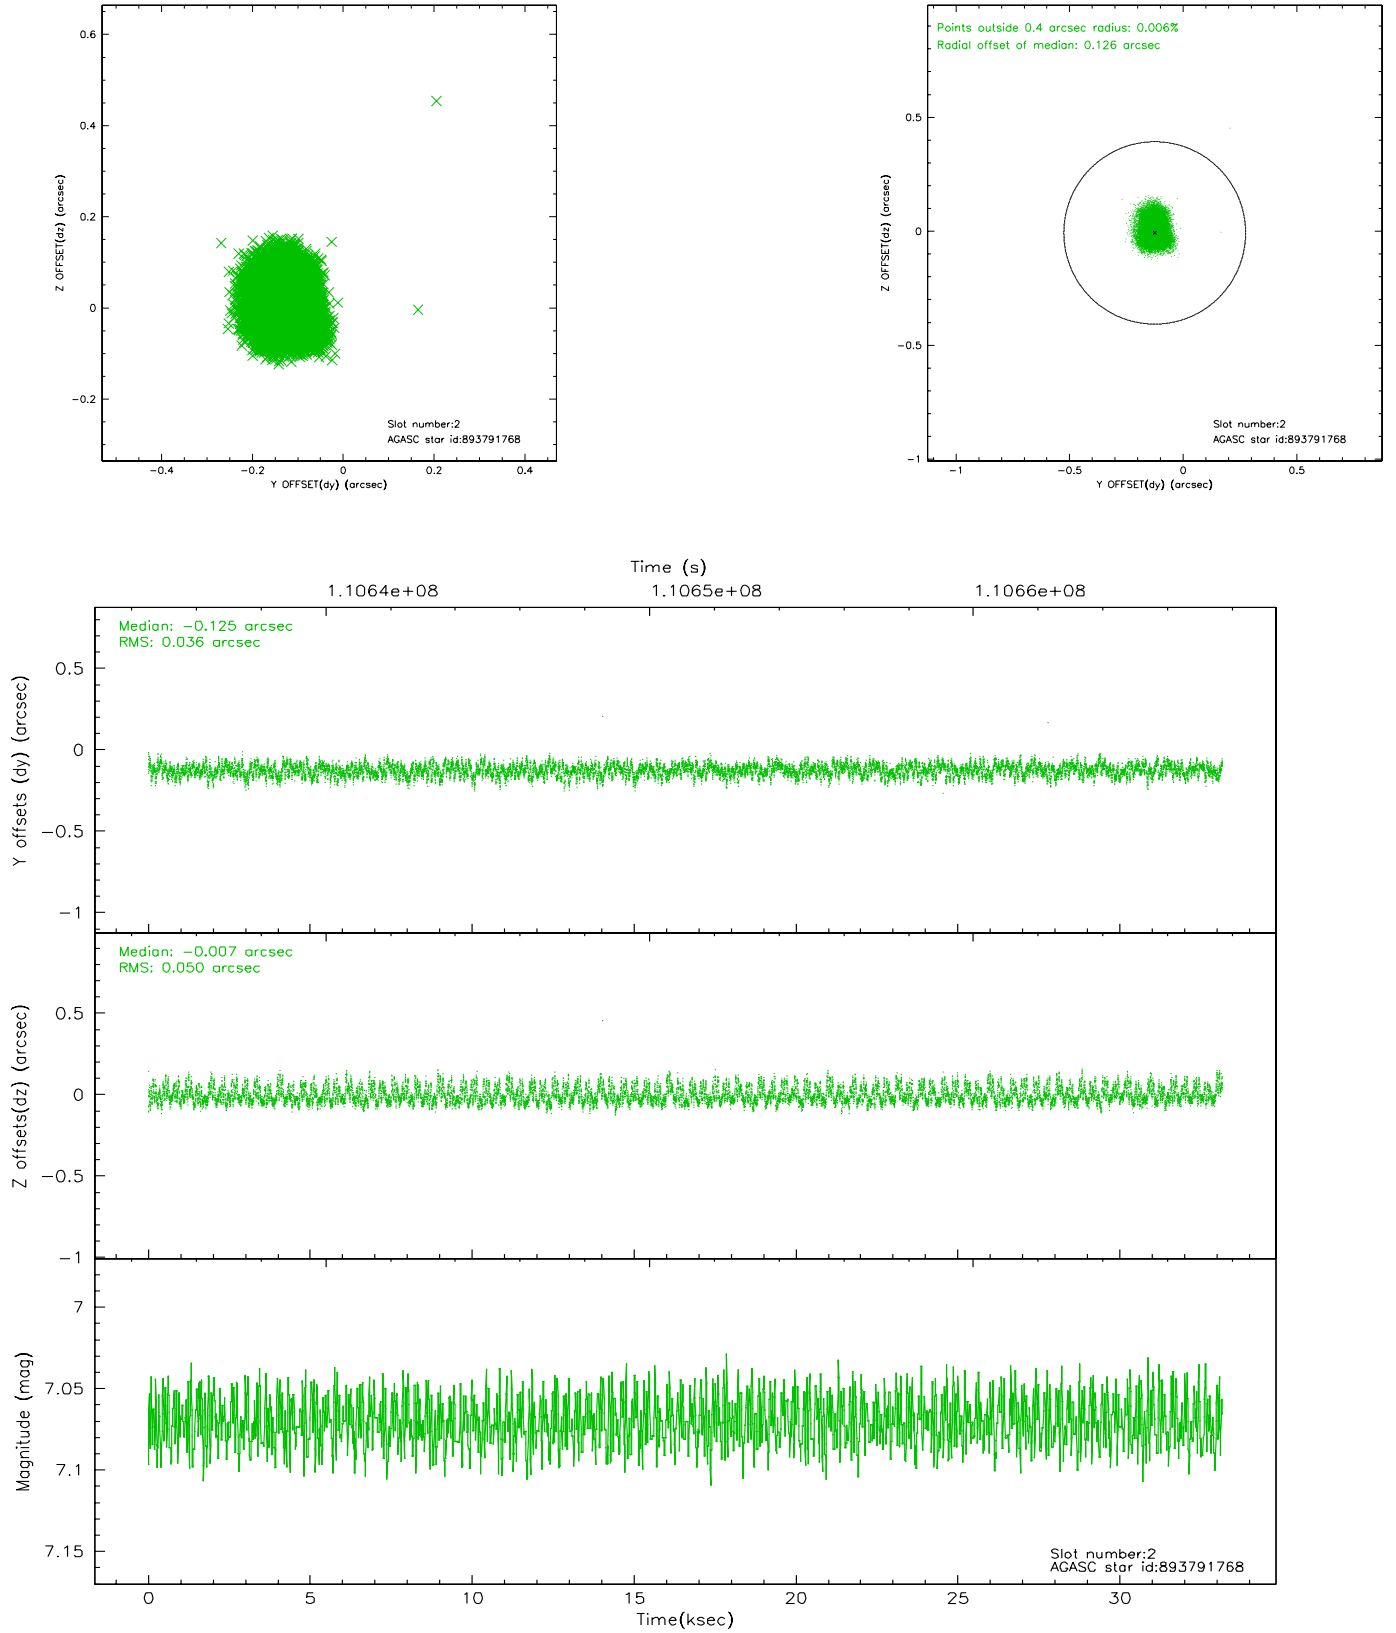 0.6
0.4
0.2
0
-0.2
Z OFFSET(dz) (arcsec)
Slot number:2
AGASC star id:893791768
-0.4 -0.2 0 0.2 0.4
Y OFFSET(dy) (arcsec)
Points outside 0.4 arcsec radius: 0.006%
Radial offset of median: 0.126 arcsec
0.5
0
-0.5
-1
Z OFFSET(dz) (arcsec)
Slot number:2
AGASC star id:893791768
-1 -0.5 0 0.5
Y OFFSET(dy) (arcsec)
Time (s)
1.1064e+08 1.1065e+08 1.1066e+08
Median: -0.125 arcsec
RMS: 0.036 arcsec
0.5
0
-0.5
-1
Y offsets (dy) (arcsec)
Median: -0.007 arcsec
RMS: 0.050 arcsec
0.5
0
-0.5
-1
Z offsets(dz) (arcsec)
7
7.05
7.1
7.15
Magnitude (mag)
Slot number:2
AGASC star id:893791768
0 5 10 15 20 25 30
Time(ksec)